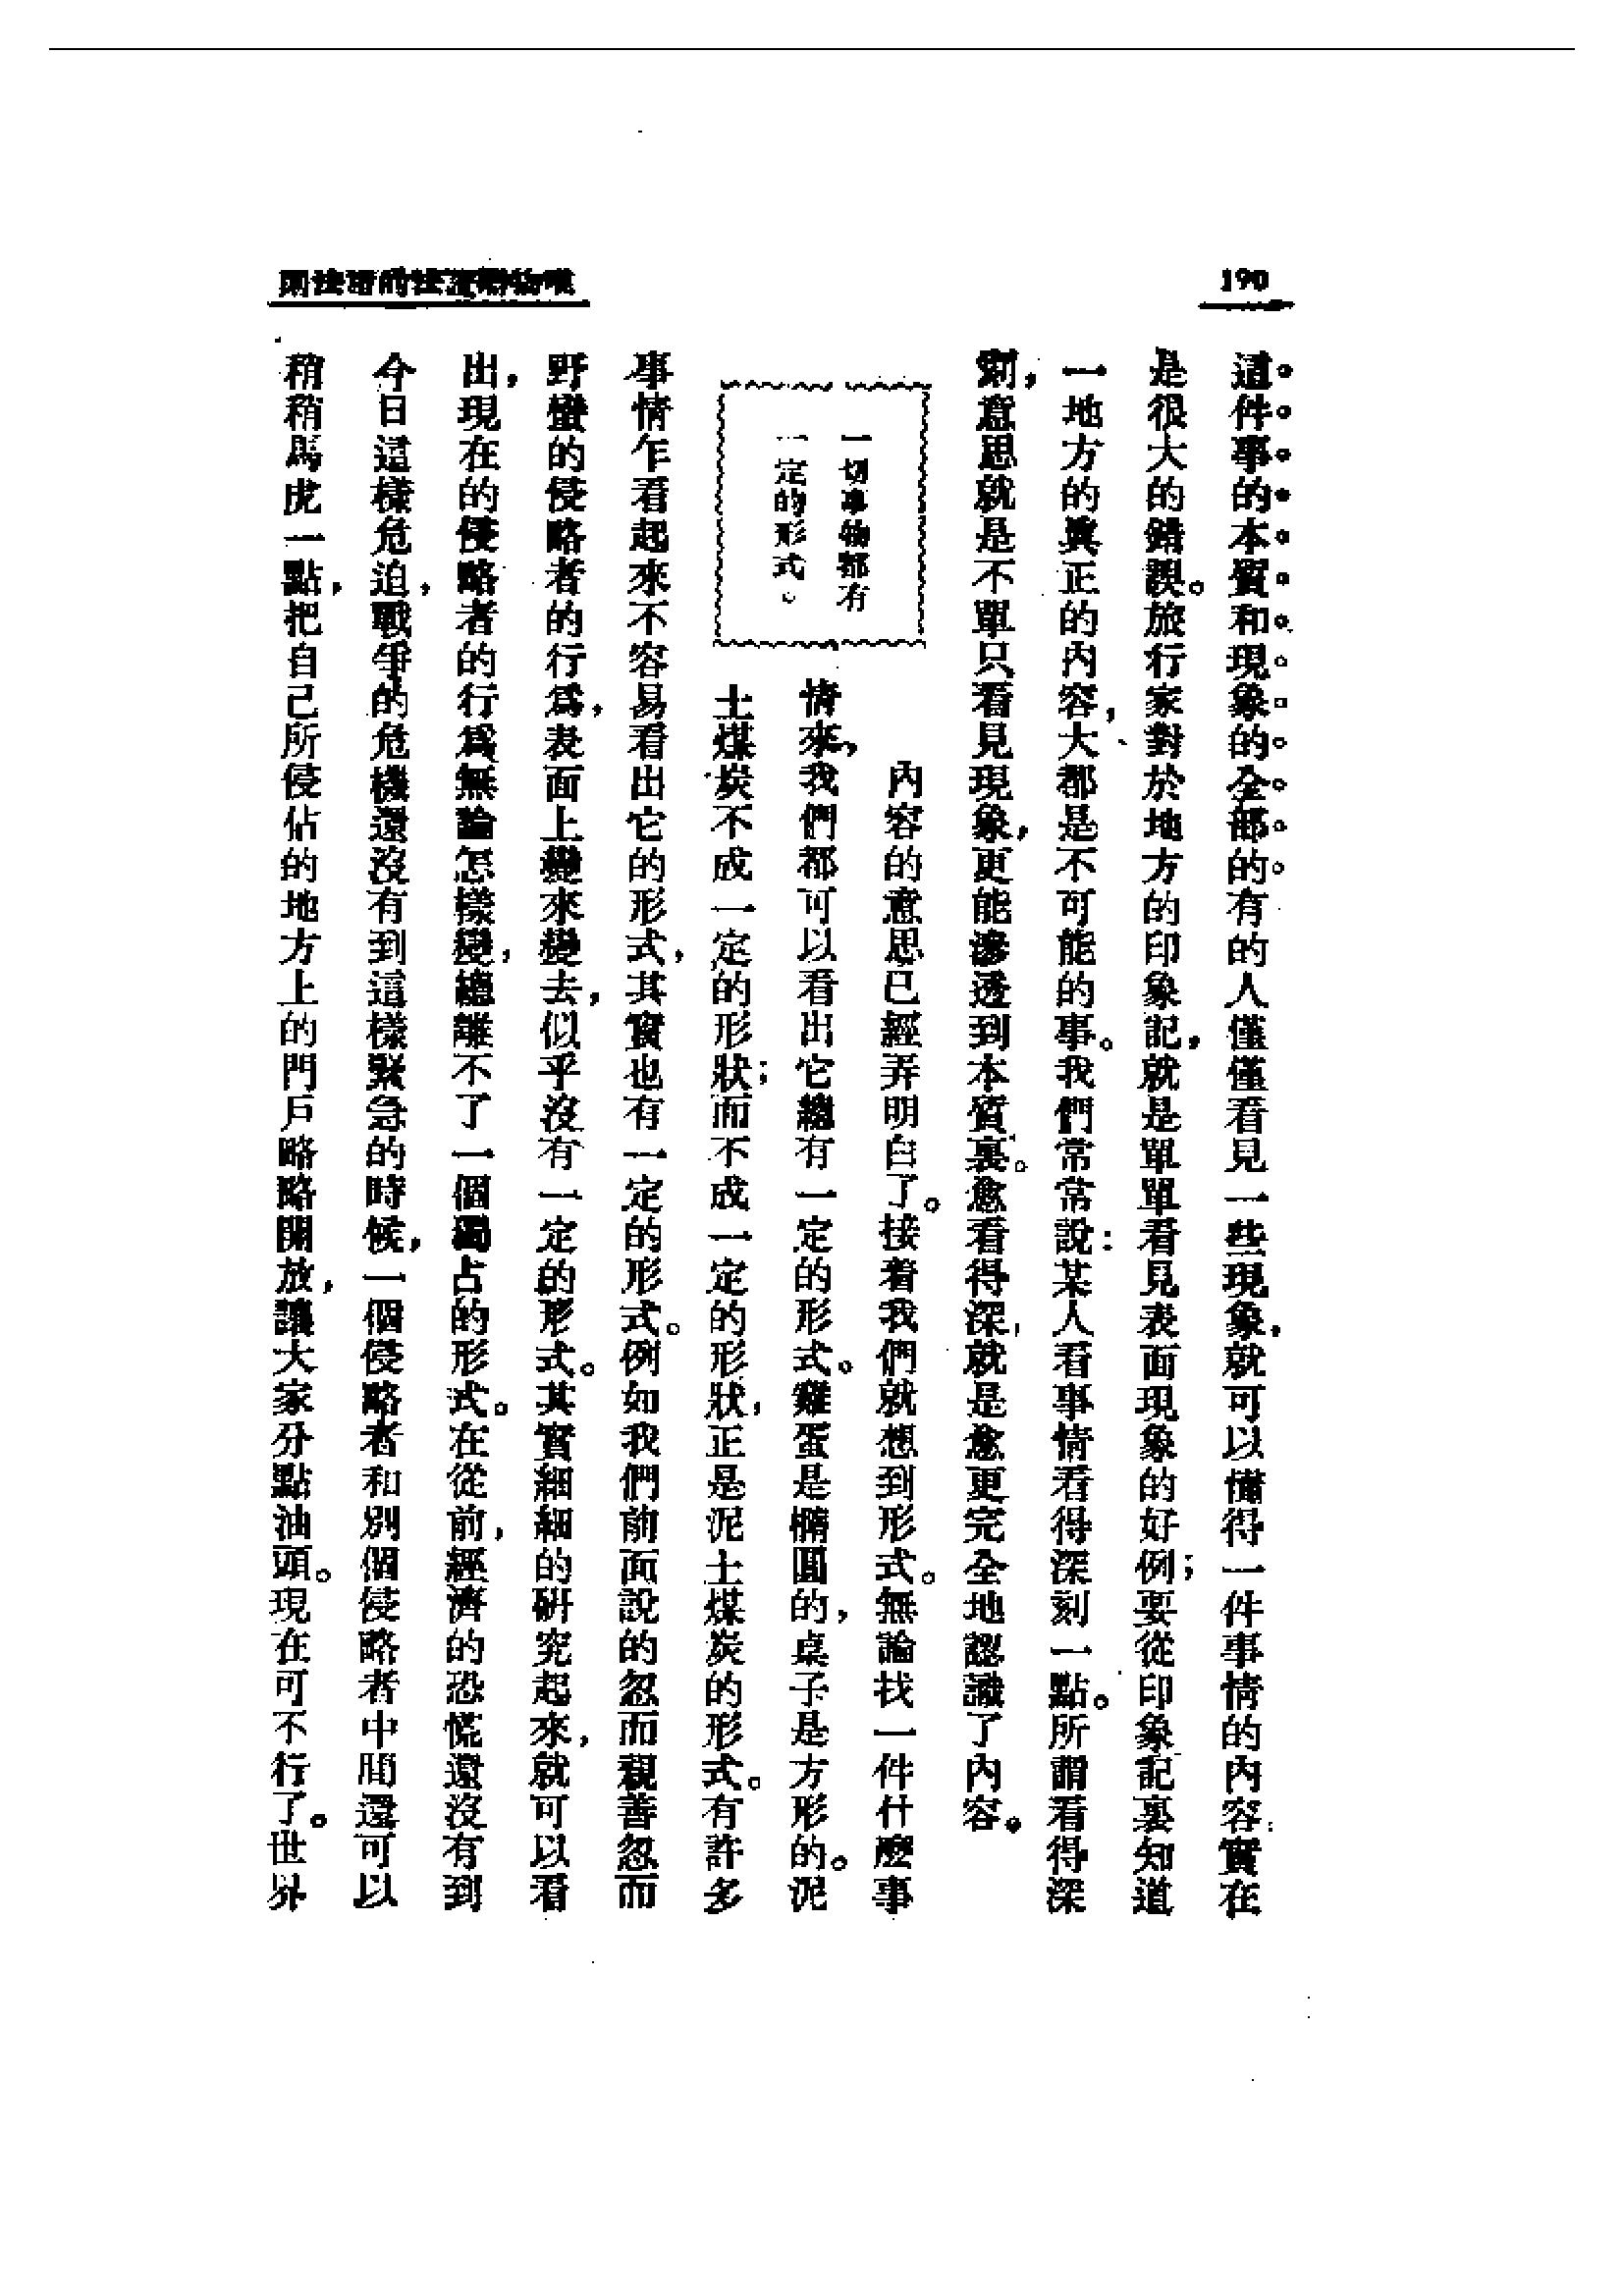 190
唯物辯證法的諸法則
這件事的本質和現象的全部的有的人僅僅看見一些現象，就可以懂得一件事情的內容，實在
是很大的錯誤。旅行家對於地方的印象記，就是單單看見表面現象的好例；要從印象記裏知道
一地方的眞正的內容，大都是不可能的事。我們常常說：某人看事情看得深刻一點。所謂看得深
刻，意思就是不單只看見現象，更能滲透到本質裏。愈看得深，就是愈更完全地認識了內容。
內容的意思已經弄明白了。接着我們就想到形式。無論找一件什麼事
一切事物都有
一定的形式。
情來，我們都可以看出它總有一定的形式。雞蛋是橢圓的，桌子是方形的。泥
土煤炭不成一定的形狀；而不成一定的形狀，正是泥土煤炭的形式。有許多
事情乍看起來不容易看出它的形式，其實也有一定的形式。例如我們前面說的忽而親善忽而
野蠻的侵略者的行爲，表面上變來變去，似乎沒有一定的形式。其實細細的研究起來，就可以看
出，現在的侵略者的行爲無論怎樣變，總離不了一個獨占的形式。在從前，經濟的恐慌還沒有到
今日這樣危迫，戰爭的危機還沒有到這樣緊急的時候，一個侵略者和別個侵略者中間還可以
稍稍馬虎一點，把自己所侵佔的地方上的門戶略略開放，讓大家分點油頭。現在可不行了。世界